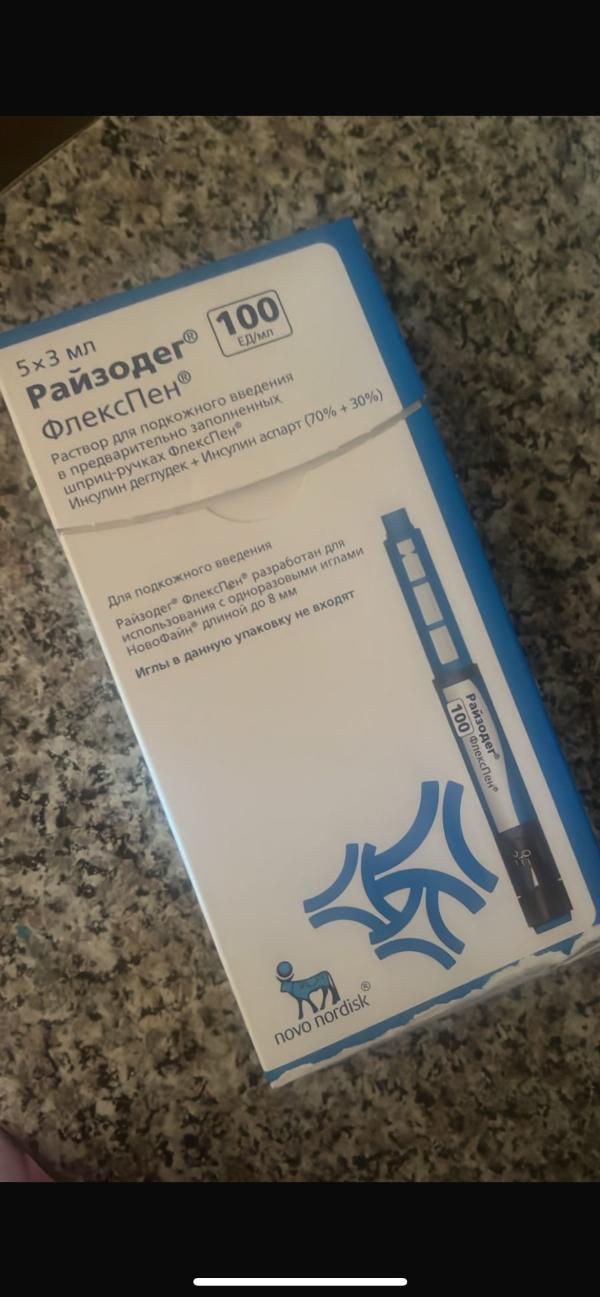 5x3 мл
Райзодег®
100
ЕД/мл
ФлексПен®
Раствор для подкожного введения
в предварительно заполненных
шприц-ручках ФлексПен®
Инсулин деглудек + Инсулин аспарт (70% + 30%)
Для подкожного введения
Райзодег® ФлексПен® разработан для
использования с одноразовыми иглами
НовоФайн® длиной до 8 мм
Иглы в данную упаковку не входят
Райзодег®
100 ФлексПен®
novo nordisk®